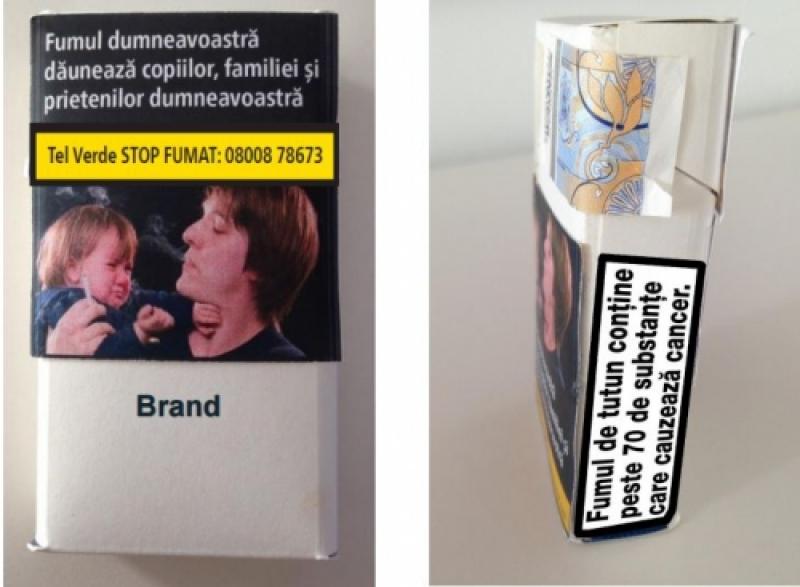 Fumul dumneavoastră
dăunează copiilor, familiei și
prietenilor dumneavoastră
Tel Verde STOP FUMAT: 08008 78673
Brand
Fumul de tutun conține
peste 70 de substanțe
care cauzează cancer.